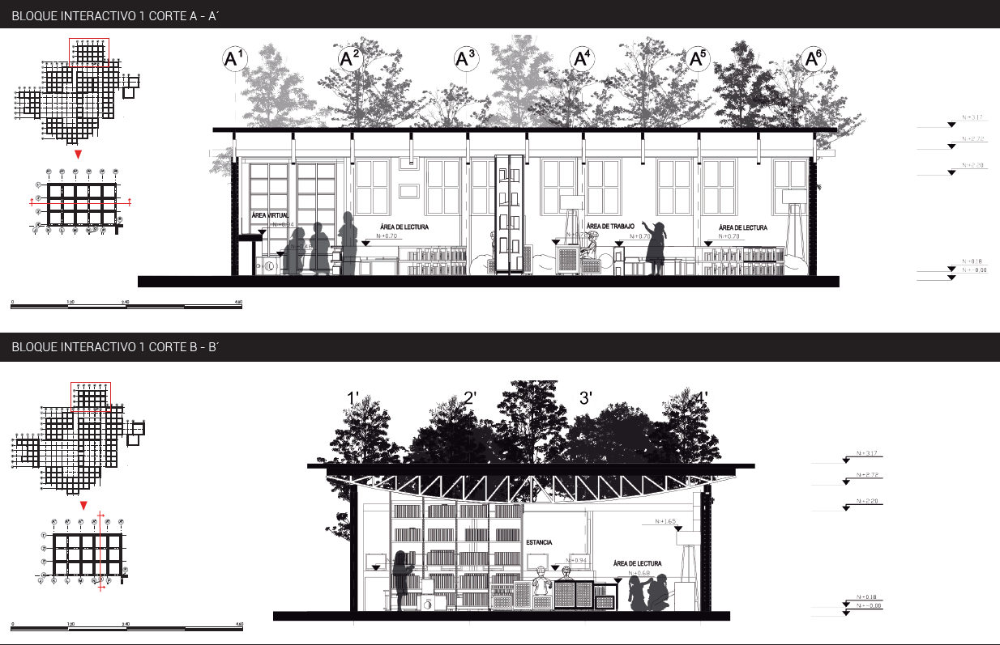 BLOQUE INTERACTIVO 1 CORTE A - A´
A1 A2 A3 A4 A5 A6
N+3.17
N+2.72
N+2.20
ÁREA VIRTUAL
N+0.94
ÁREA DE LECTURA
N+0.70
ÁREA DE TRABAJO
N+0.70
ÁREA DE LECTURA
N+0.70
N+0.18
N+-0,00
0 1.20 2.40 4.80
BLOQUE INTERACTIVO 1 CORTE B - B´
1' 2' 3' 4'
N+3.17
N+2.72
N+2.20
N+1.65
ESTANCIA
N+0.94
ÁREA DE LECTURA
N+0.68
N+0.18
N+-0,00
0 1.20 2.40 4.80